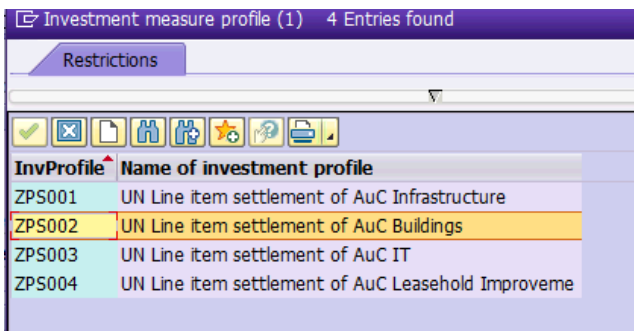 Investment measure profile (1) 4 Entries found
Restrictions
InvProfile Name of investment profile
ZPS001 UN Line item settlement of AuC Infrastructure
ZPS002 UN Line item settlement of AuC Buildings
ZPS003 UN Line item settlement of AuC IT
ZPS004 UN Line item settlement of AuC Leasehold Improveme